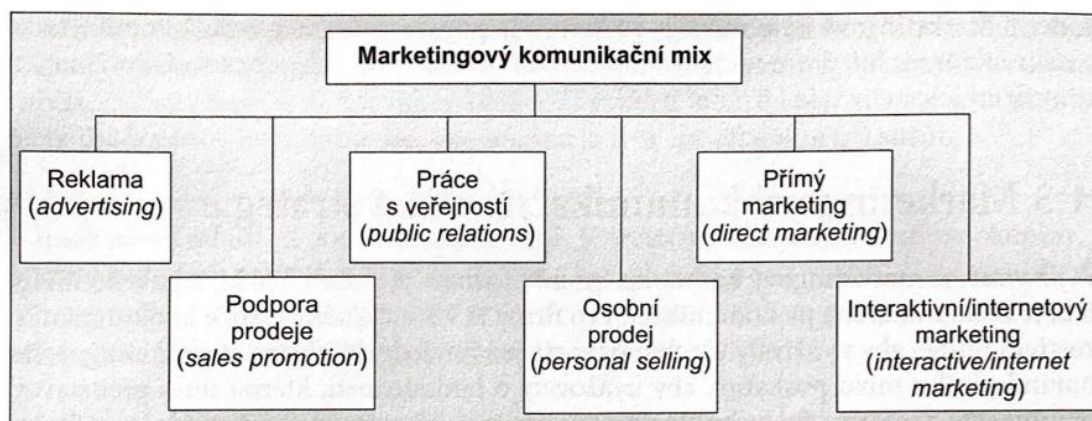 Marketingový komunikační mix
Reklama
(advertising)
Práce
s veřejností
(public relations)
Přímý
marketing
(direct marketing)
Podpora
prodeje
(sales promotion)
Osobní
prodej
(personal selling)
Interaktivní/internetový
marketing
(interactive/internet
marketing)